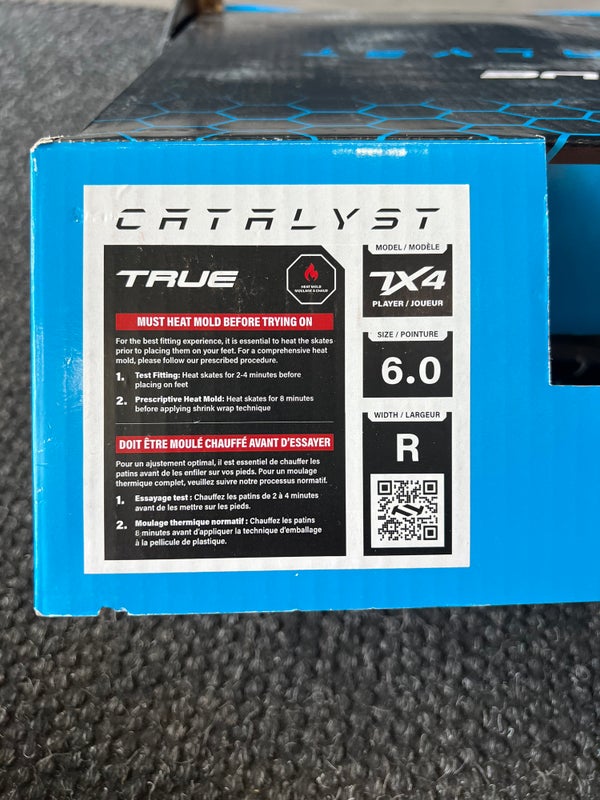 CATALYST
TRUE
HEAT MOLD
MOULAGE À CHAUD
MUST HEAT MOLD BEFORE TRYING ON
For the best fitting experience, it is essential to heat the skates
prior to placing them on your feet. For a comprehensive heat
mold, please follow our prescribed procedure.
1. Test Fitting: Heat skates for 2-4 minutes before
placing on feet
2. Prescriptive Heat Mold: Heat skates for 8 minutes
before applying shrink wrap technique
DOIT ÊTRE MOULÉ CHAUFFÉ AVANT D'ESSAYER
Pour un ajustement optimal, il est essentiel de chauffer les
patins avant de les enfiler sur vos pieds. Pour un moulage
thermique complet, veuillez suivre notre processus normatif.
1. Essayage test : Chauffez les patins de 2 à 4 minutes
avant de les mettre sur les pieds.
2. Moulage thermique normatif : Chauffez les patins
8 minutes avant d'appliquer la technique d'emballage
à la pellicule de plastique.
MODEL / MODÈLE
7X4
PLAYER / JOUEUR
SIZE / POINTURE
6.0
WIDTH / LARGEUR
R